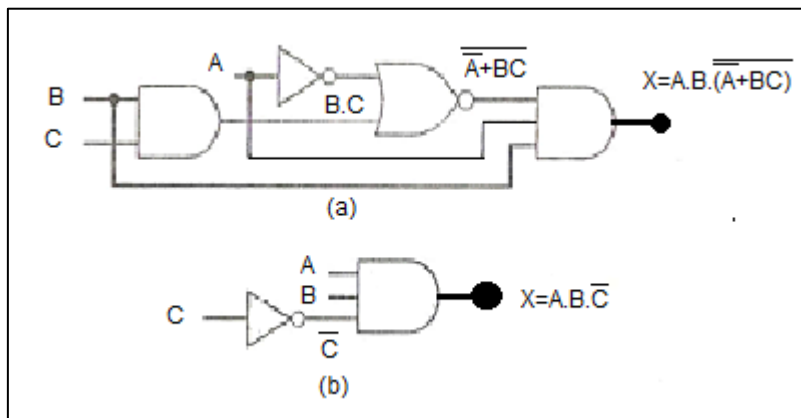 A
B
C
B.C
A̅+BC
X=A.B.(A̅+BC)
(a)
A
B
C
C̅
X=A.B.C̅
(b)